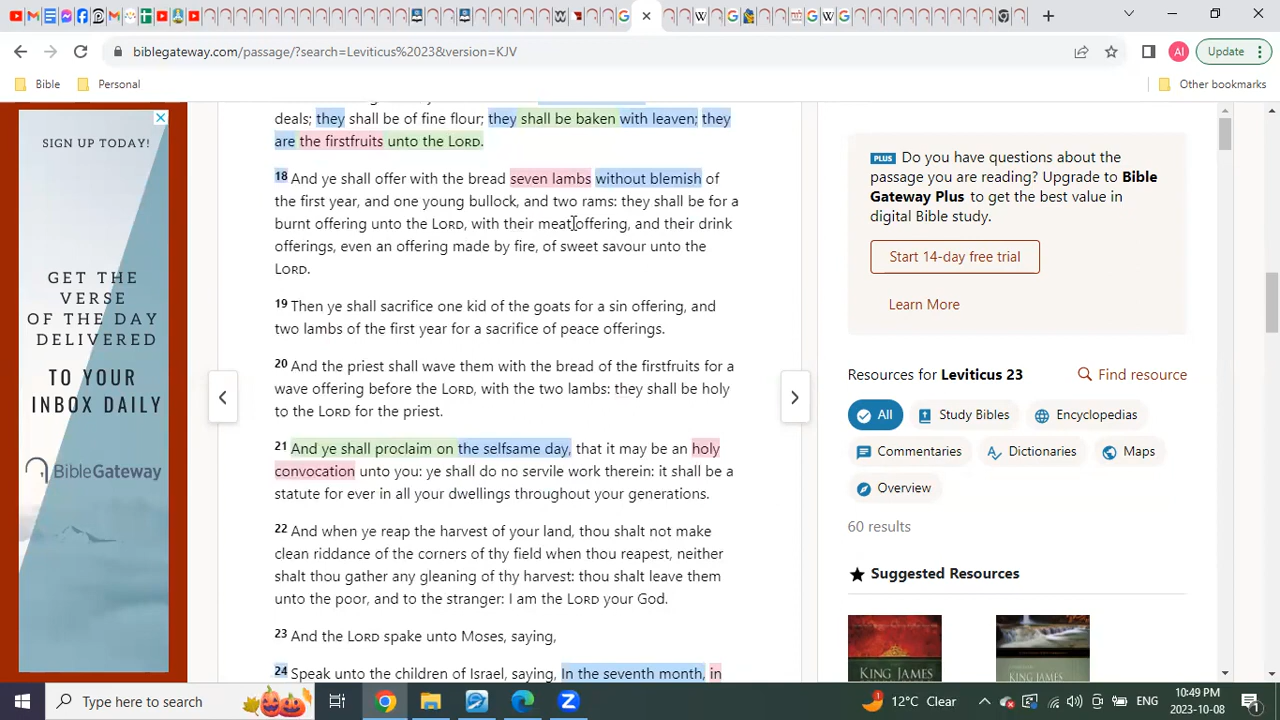 biblegateway.com/passage/?search=Leviticus%2023&version=KJV
AI
Update
Bible
Personal
Other bookmarks
SIGN UP TODAY!
GET THE
VERSE
OF THE DAY
DELIVERED
TO YOUR
INBOX DAILY
BibleGateway
deals; they shall be of fine flour; they shall be baken with leaven; they
are the firstfruits unto the LORD.
18 And ye shall offer with the bread seven lambs without blemish of
the first year, and one young bullock, and two rams: they shall be for a
burnt offering unto the LORD, with their meat offering, and their drink
offerings, even an offering made by fire, of sweet savour unto the
LORD.
19 Then ye shall sacrifice one kid of the goats for a sin offering, and
two lambs of the first year for a sacrifice of peace offerings.
20 And the priest shall wave them with the bread of the firstfruits for a
wave offering before the LORD, with the two lambs: they shall be holy
to the LORD for the priest.
21 And ye shall proclaim on the selfsame day, that it may be an holy
convocation unto you: ye shall do no servile work therein: it shall be a
statute for ever in all your dwellings throughout your generations.
22 And when ye reap the harvest of your land, thou shalt not make
clean riddance of the corners of thy field when thou reapest, neither
shalt thou gather any gleaning of thy harvest: thou shalt leave them
unto the poor, and to the stranger: I am the LORD your God.
23 And the LORD spake unto Moses, saying,
24 Speak unto the children of Israel, saying, In the seventh month, in
PLUS Do you have questions about the
passage you are reading? Upgrade to Bible
Gateway Plus to get the best value in
digital Bible study.
Start 14-day free trial
Learn More
Resources for Leviticus 23
Find resource
All
Study Bibles
Encyclopedias
Commentaries
Dictionaries
Maps
Overview
60 results
Suggested Resources
KING JAMES
KING JAMES
Type here to search
1
12°C Clear
ENG
10:49 PM
2023-10-08
1